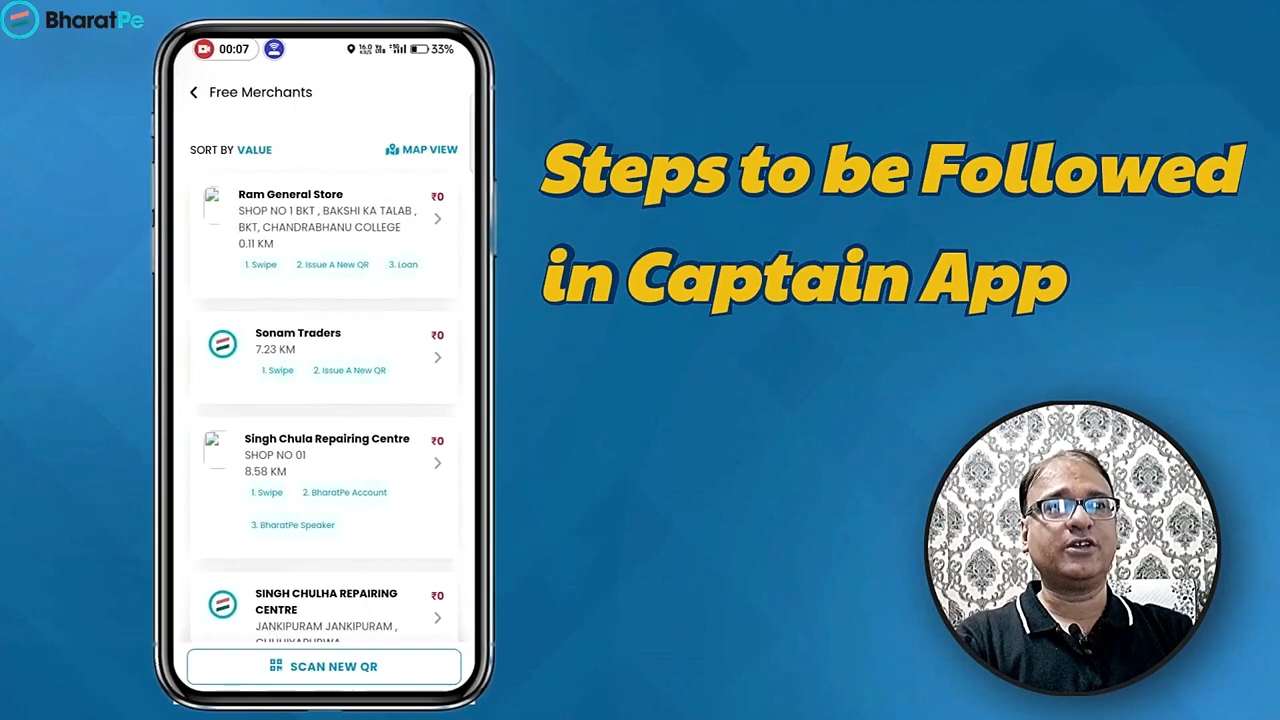 BharatPe
00:07
33%
Free Merchants
SORT BY VALUE
MAP VIEW
Ram General Store
₹0
SHOP NO 1 BKT , BAKSHI KA TALAB ,
BKT, CHANDRABHANU COLLEGE
0.11 KM
1. Swipe 2. Issue A New QR 3. Loan
Sonam Traders
₹0
7.23 KM
1. Swipe 2. Issue A New QR
Singh Chula Repairing Centre
₹0
SHOP NO 01
8.58 KM
1. Swipe 2. BharatPe Account
3. BharatPe Speaker
SINGH CHULHA REPAIRING
₹0
CENTRE
JANKIPURAM JANKIPURAM ,
SCAN NEW QR
Steps to be Followed
in Captain App